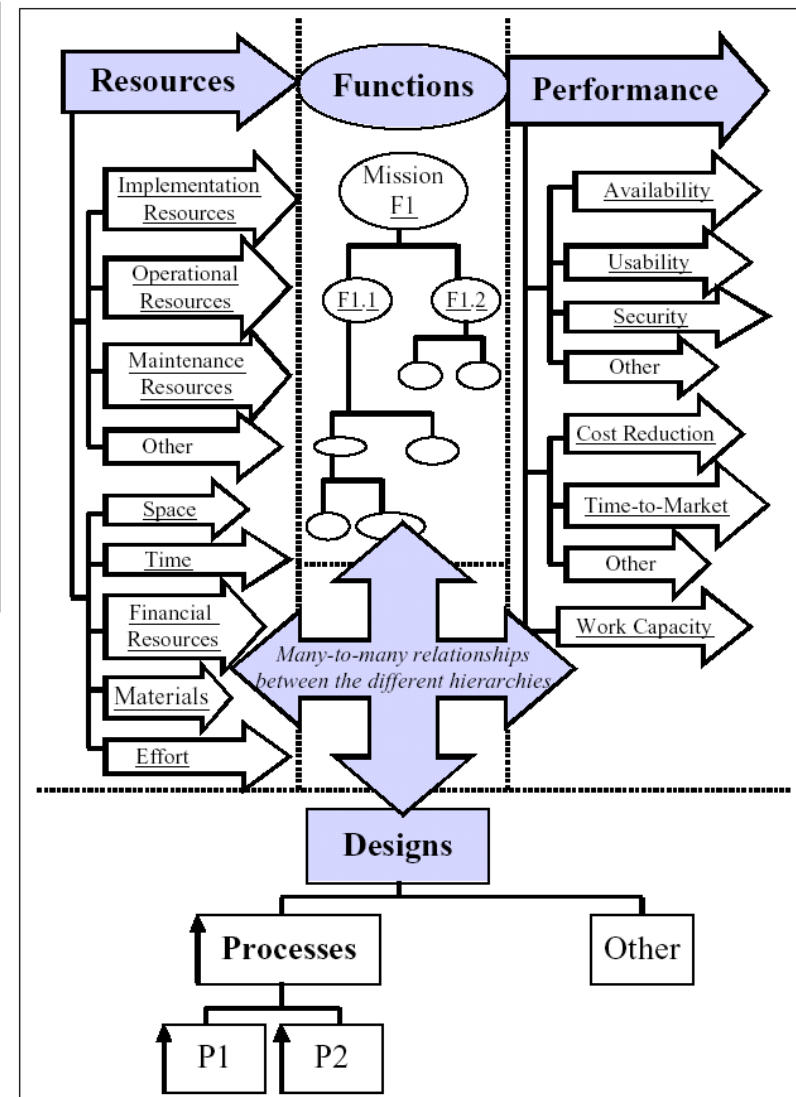 Resources
Functions
Performance
Implementation
Resources
Operational
Resources
Maintenance
Resources
Other
Space
Time
Financial
Resources
Materials
Effort
Mission
F1
F1.1
F1.2
Availability
Usability
Security
Other
Cost Reduction
Time-to-Market
Other
Work Capacity
Many-to-many relationships
between the different hierarchies
Designs
Processes
Other
P1
P2